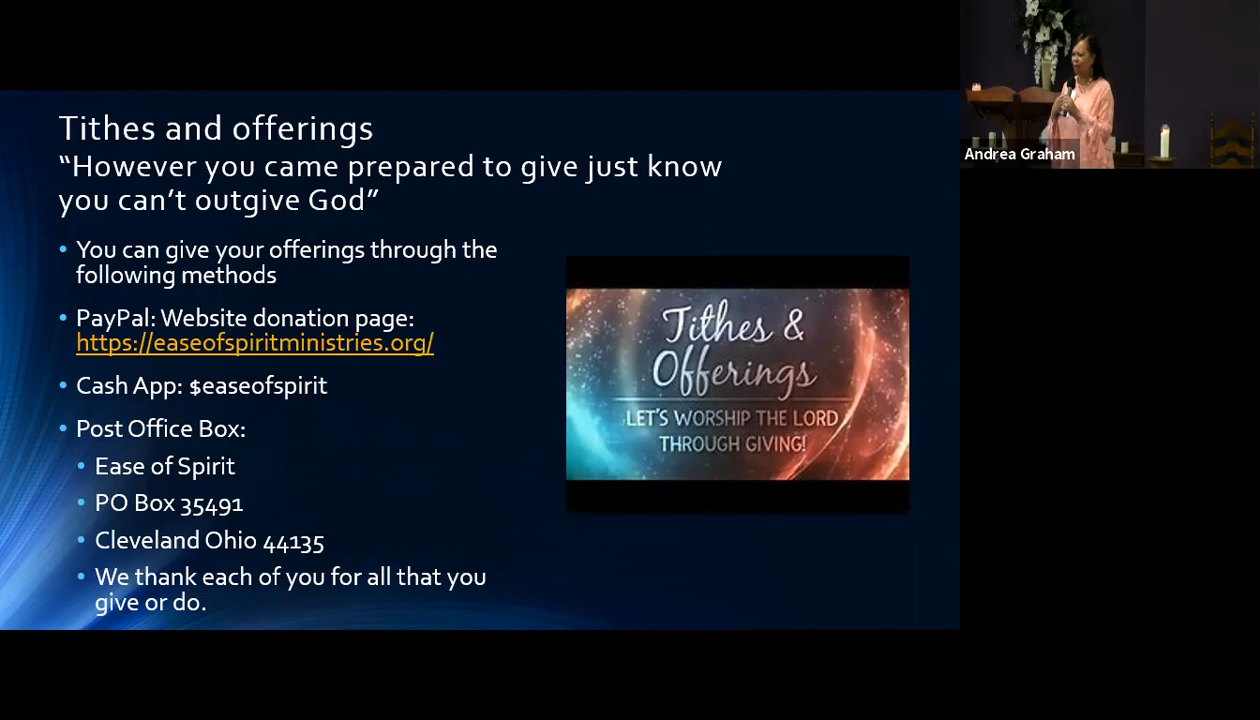 Tithes and offerings
“However you came prepared to give just know
you can’t outgive God”
You can give your offerings through the
following methods
PayPal: Website donation page:
https://easeofspiritministries.org/
Cash App: $easeofspirit
Post Office Box:
Ease of Spirit
PO Box 35491
Cleveland Ohio 44135
We thank each of you for all that you
give or do.
Tithes &
Offerings
LET’S WORSHIP THE LORD
THROUGH GIVING!
Andrea Graham